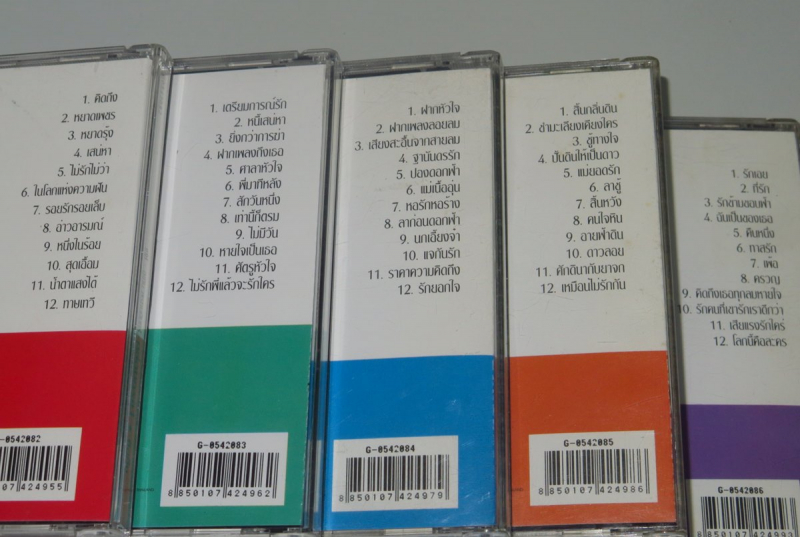 1. คิดถึง
2. หยาดเพชร
3. หยาดรุ้ง
4. เสน่หา
5. ไม่รักไม่ว่า
6. ในโลกแห่งความฝัน
7. รอยรักรอยเล็บ
8. อ่าวอารมณ์
9. หนึ่งในร้อย
10. สุดเอื้อม
11. น้ำตาแสงใต้
12. ทาษเทวี
-0542082
07 424955
1. เตรียมการณ์รัก
2. หนี้เสน่หา
3. ยิ่งกว่าการฆ่า
4. ฝากเพลงถึงเธอ
5. ศาลาหัวใจ
6. พี่มาทีหลัง
7. สักวันหนึ่ง
8. เท่านี้ก็ตรม
9. ไม่มีวัน
10. หายใจเป็นเธอ
11. ศัตรูหัวใจ
12. ไม่รักพี่แล้วจะรักใคร
G-0542083
8 850107 424962
1. ฝากหัวใจ
2. ฝากเพลงลอยลม
3. เสียงสะอื้นจากสายลม
4. ฐานันดรรัก
5. ปองดอกฟ้า
6. แม่เนื้ออุ่น
7. หอรักหอร้าง
8. ลาก่อนดอกฟ้า
9. นกเอี้ยงจ๋า
10. แจกันรัก
11. ราคาความคิดถึง
12. รักยอกใจ
G-0542084
8 850107 424979
1. สิ้นกลิ่นดิน
2. ชำมะเลียงเคียงใคร
3. สู่ทางใจ
4. ปั้นดินให้เป็นดาว
5. แม่ยอดรัก
6. สาอู้
7. สิ้นหวัง
8. คนใจหิน
9. อายฟ้าดิน
10. ดาวลอย
11. ศักดินากับยาจก
12. เหมือนไม่รักกัน
G-0542085
8 850107 424986
1. รักเอย
2. ที่รัก
3. รักข้ามขอบฟ้า
4. ฉันเป็นของเธอ
5. คืนหนึ่ง
6. ทาสรัก
7. เพ้อ
8. ครวญ
9. คิดถึงเธอทุกลมหายใจ
10. รักคนที่เขารักเราดีกว่า
11. เสียแรงรักใคร่
12. โลกนี้คือละคร
G-0542086
8 850107 424993